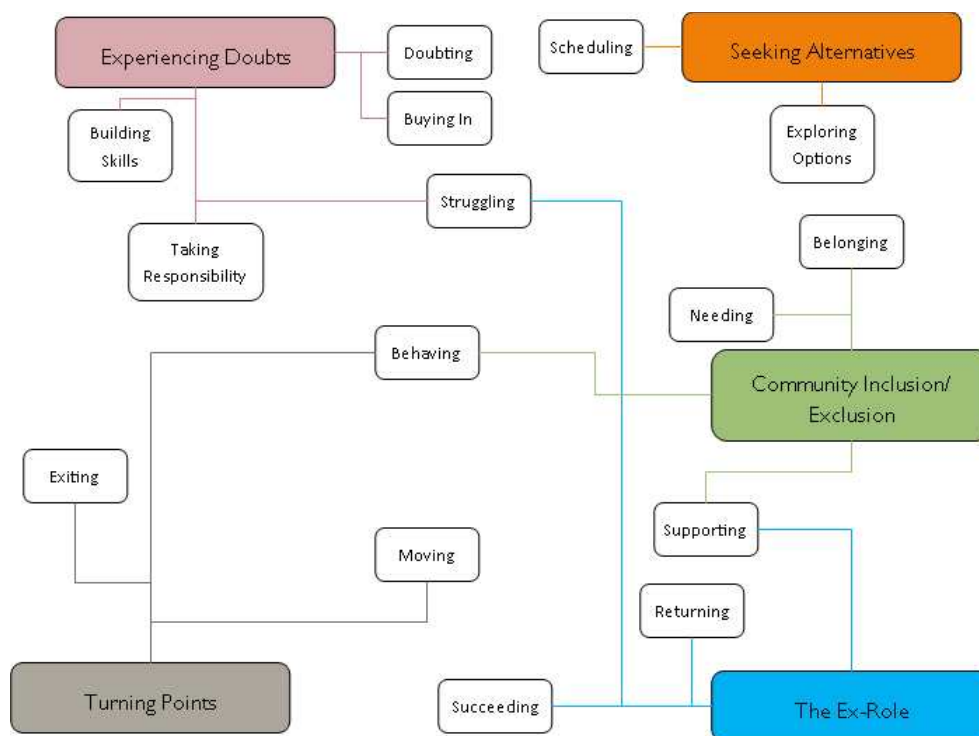 Experiencing Doubts
Doubting
Scheduling
Seeking Alternatives
Buying In
Building
Skills
Exploring
Options
Struggling
Taking
Responsibility
Belonging
Needing
Behaving
Community Inclusion/
Exclusion
Exiting
Supporting
Moving
Returning
Turning Points
Succeeding
The Ex-Role